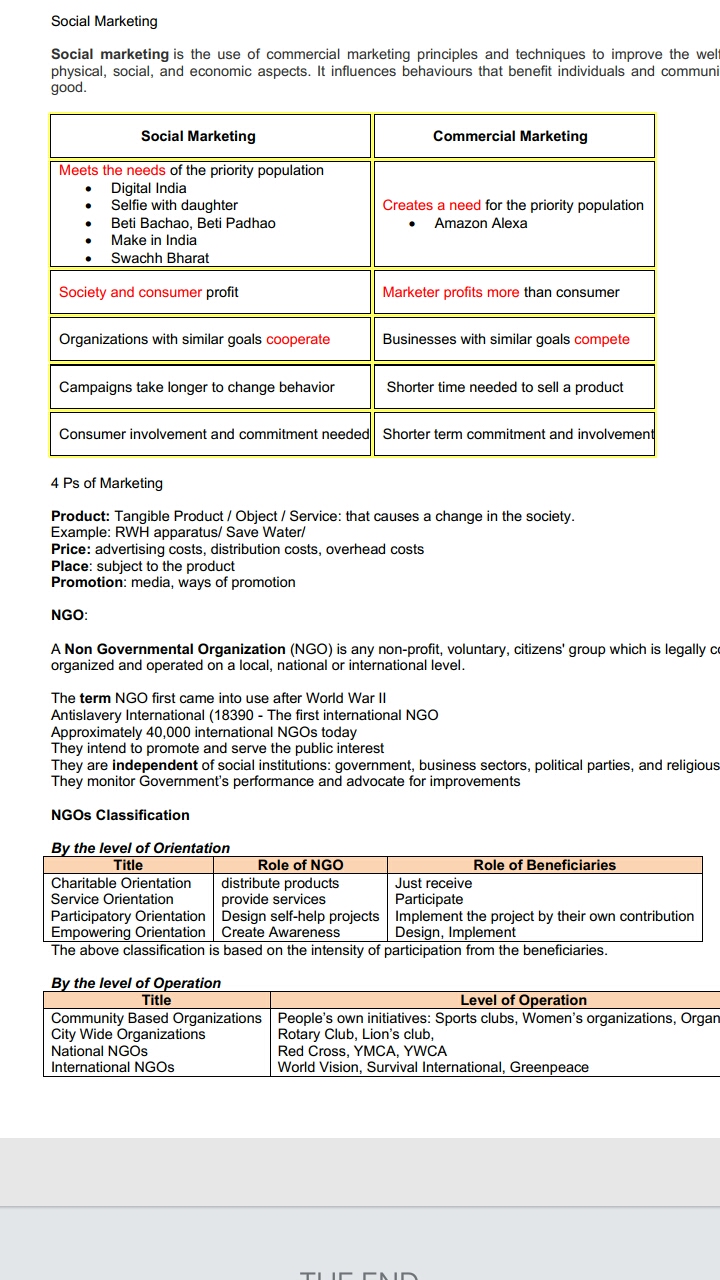 Social Marketing
Social marketing is the use of commercial marketing principles and techniques to improve the
physical, social, and economic aspects. It influences behaviours that benefit individuals and
good.
Social Marketing
Commercial Marketing
Meets the needs of the priority population
• Digital India
• Selfie with daughter
• Beti Bachao, Beti Padhao
• Make in India
• Swachh Bharat
Creates a need for the priority population
• Amazon Alexa
Society and consumer profit
Marketer profits more than consumer
Organizations with similar goals cooperate
Businesses with similar goals compete
Campaigns take longer to change behavior
Shorter time needed to sell a product
Consumer involvement and commitment needed
Shorter term commitment and involvement
4 Ps of Marketing
Product: Tangible Product / Object / Service: that causes a change in the society.
Example: RWH apparatus/ Save Water/
Price: advertising costs, distribution costs, overhead costs
Place: subject to the product
Promotion: media, ways of promotion
NGO:
A Non Governmental Organization (NGO) is any non-profit, voluntary, citizens' group which is legally
organized and operated on a local, national or international level.
The term NGO first came into use after World War II
Antislavery International (18390 - The first international NGO
Approximately 40,000 international NGOs today
They intend to promote and serve the public interest
They are independent of social institutions: government, business sectors, political parties, and religious
They monitor Government's performance and advocate for improvements
NGOs Classification
By the level of Orientation
Title Role of NGO Role of Beneficiaries
Charitable Orientation distribute products Just receive
Service Orientation provide services Participate
Participatory Orientation Design self-help projects Implement the project by their own contribution
Empowering Orientation Create Awareness Design, Implement
The above classification is based on the intensity of participation from the beneficiaries.
By the level of Operation
Title Level of Operation
Community Based Organizations People's own initiatives: Sports clubs, Women's organizations,
City Wide Organizations Rotary Club, Lion's club,
National NGOs Red Cross, YMCA, YWCA
International NGOs World Vision, Survival International, Greenpeace
THE END